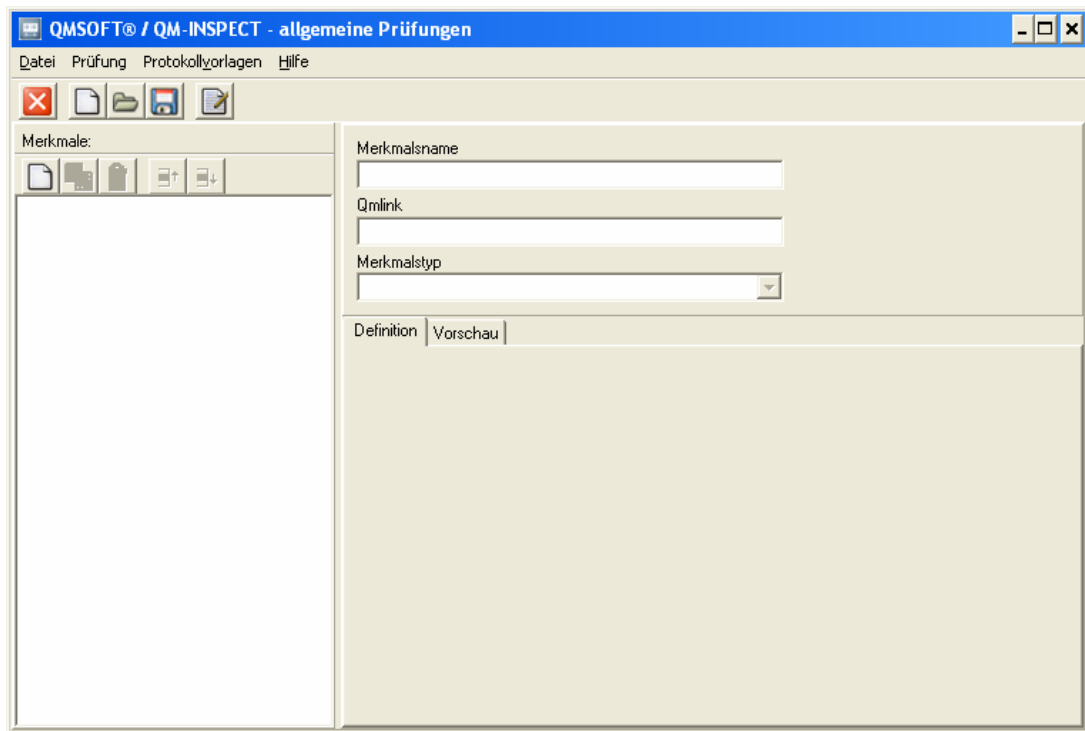 QMSOFT® / QM-INSPECT - allgemeine Prüfungen
Datei Prüfung Protokollvorlagen Hilfe
Merkmale:
Merkmalsname
Qmlink
Merkmalstyp
Definition Vorschau